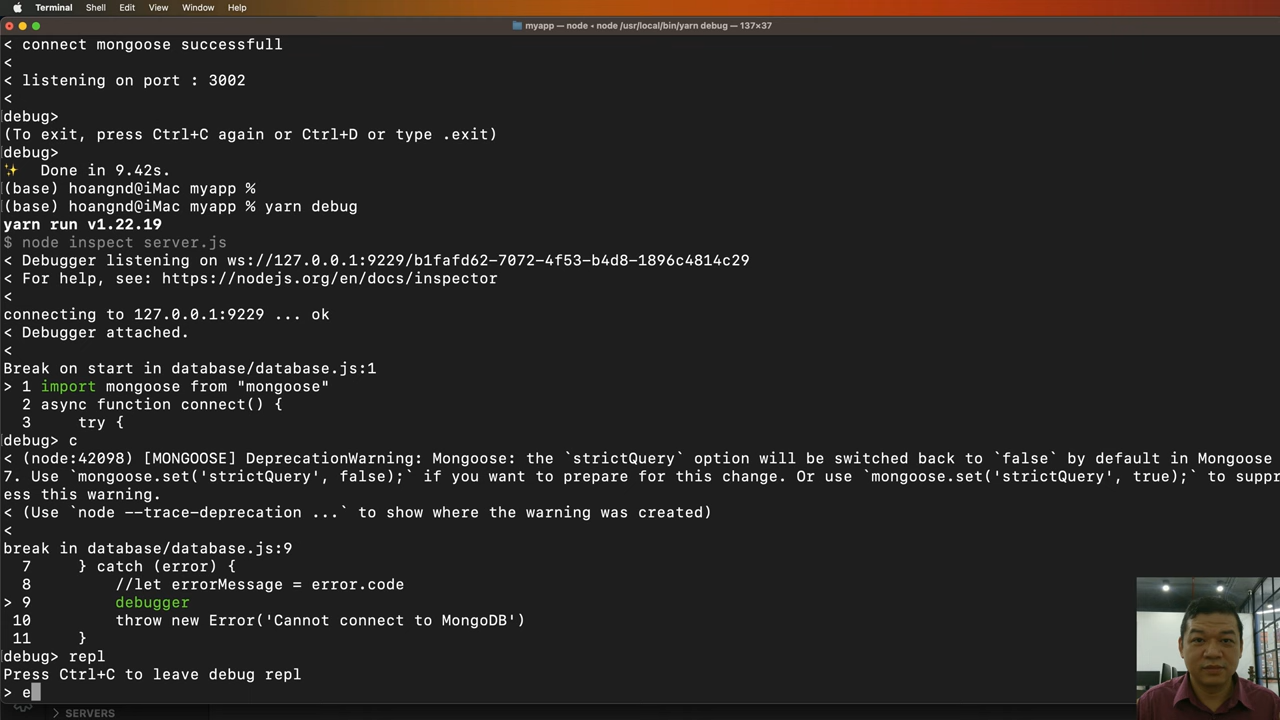 Terminal Shell Edit View Window Help
myapp — node ◂ node /usr/local/bin/yarn debug — 137×37
< connect mongoose successfull
<
< listening on port : 3002
<
debug>
(To exit, press Ctrl+C again or Ctrl+D or type .exit)
debug>
✨  Done in 9.42s.
(base) hoangnd@iMac myapp %
(base) hoangnd@iMac myapp % yarn debug
yarn run v1.22.19
$ node inspect server.js
< Debugger listening on ws://127.0.0.1:9229/b1fafd62-7072-4f53-b4d8-1896c4814c29
< For help, see: https://nodejs.org/en/docs/inspector
<
connecting to 127.0.0.1:9229 ... ok
< Debugger attached.
<
Break on start in database/database.js:1
> 1 import mongoose from "mongoose"
  2 async function connect() {
  3     try {
debug> c
< (node:42098) [MONGOOSE] DeprecationWarning: Mongoose: the `strictQuery` option will be switched back to `false` by default in Mongoose
7. Use `mongoose.set('strictQuery', false);` if you want to prepare for this change. Or use `mongoose.set('strictQuery', true);` to suppr
ess this warning.
< (Use `node --trace-deprecation ...` to show where the warning was created)
<
break in database/database.js:9
  7     } catch (error) {
  8         //let errorMessage = error.code
> 9         debugger
 10         throw new Error('Cannot connect to MongoDB')
 11     }
debug> repl
Press Ctrl+C to leave debug repl
> e
> SERVERS